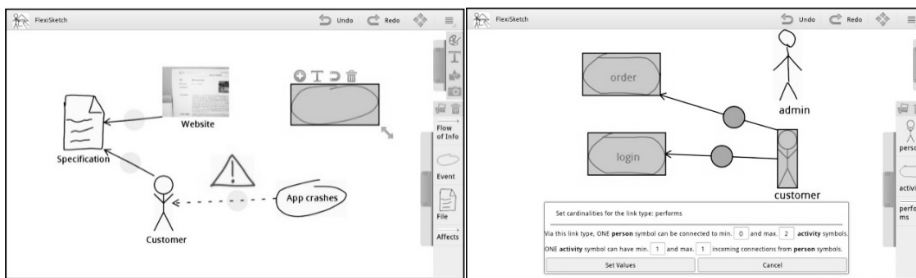 FlexiSketch
Undo
Redo
Website
Specification
Customer
App crashes
Flow
of Info
Event
File
Affects
FlexiSketch
Undo
Redo
order
login
admin
customer
perso
activi
perfo
ms
Set cardinalities for the link type: performs
Via this link type, ONE person symbol can be connected to min. 0 and max. 2 activity symbols.
ONE activity symbol can have min. 1 and max. 1 incoming connections from person symbols.
Set Values
Cancel